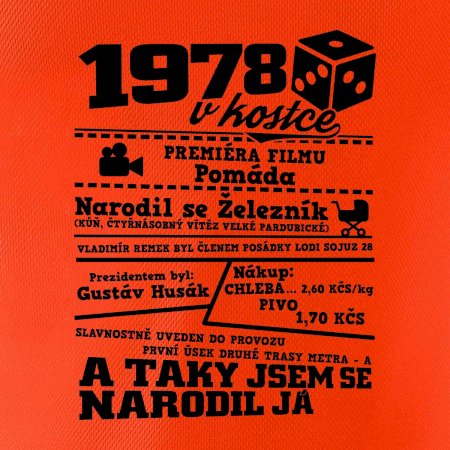 1978
v kostce
PREMIÉRA FILMU
Pomáda
Narodil se Železník
(KŮŇ, ČTYŘNÁSOBNÝ VÍTĚZ VELKÉ PARDUBICKÉ)
VLADIMÍR REMEK BYL ČLENEM POSÁDKY LODI SOJUZ 28
Prezidentem byl:
Gustáv Husák
Nákup:
CHLEBA... 2,60 KČS/kg
PIVO
1,70 KČS
SLAVNOSTNĚ UVEDEN DO PROVOZU
PRVNÍ ÚSEK DRUHÉ TRASY METRA - A
A TAKY JSEM SE
NARODIL JÁ